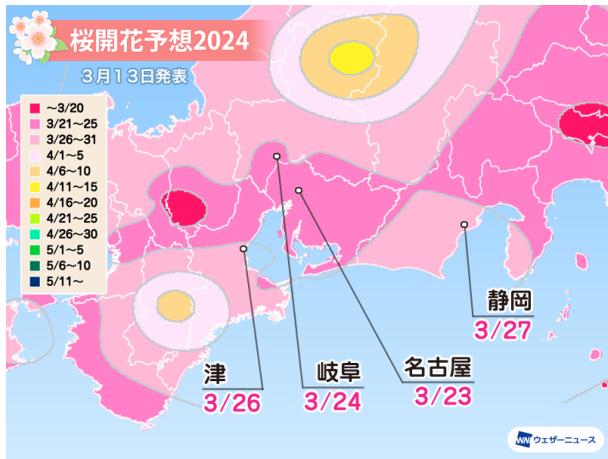 桜開花予想2024
3月13日発表
～3/20
3/21～25
3/26～31
4/1～5
4/6～10
4/11～15
4/16～20
4/21～25
4/26～30
5/1～5
5/6～10
5/11～
静岡
3/27
名古屋
3/23
岐阜
3/24
津
3/26
WN ウェザーニュース